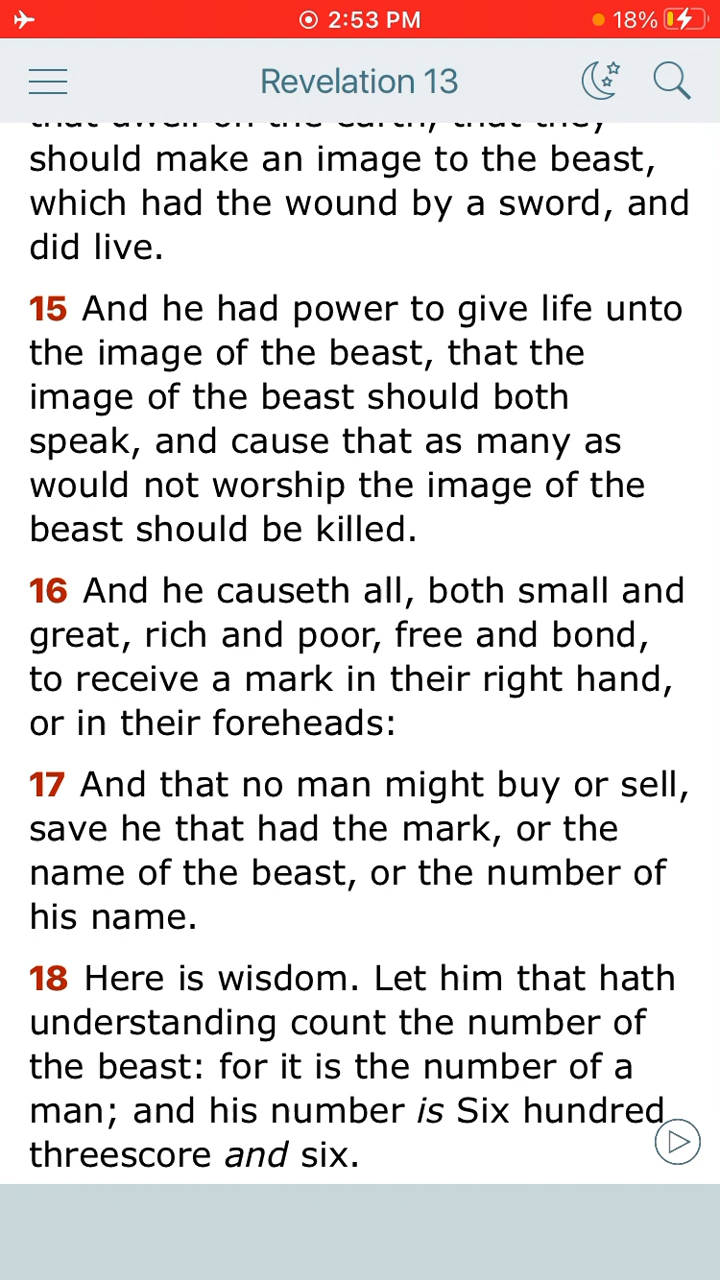 2:53 PM
18%
Revelation 13
that dwell on the earth, that they
should make an image to the beast,
which had the wound by a sword, and
did live.
15 And he had power to give life unto
the image of the beast, that the
image of the beast should both
speak, and cause that as many as
would not worship the image of the
beast should be killed.
16 And he causeth all, both small and
great, rich and poor, free and bond,
to receive a mark in their right hand,
or in their foreheads:
17 And that no man might buy or sell,
save he that had the mark, or the
name of the beast, or the number of
his name.
18 Here is wisdom. Let him that hath
understanding count the number of
the beast: for it is the number of a
man; and his number is Six hundred
threescore and six.